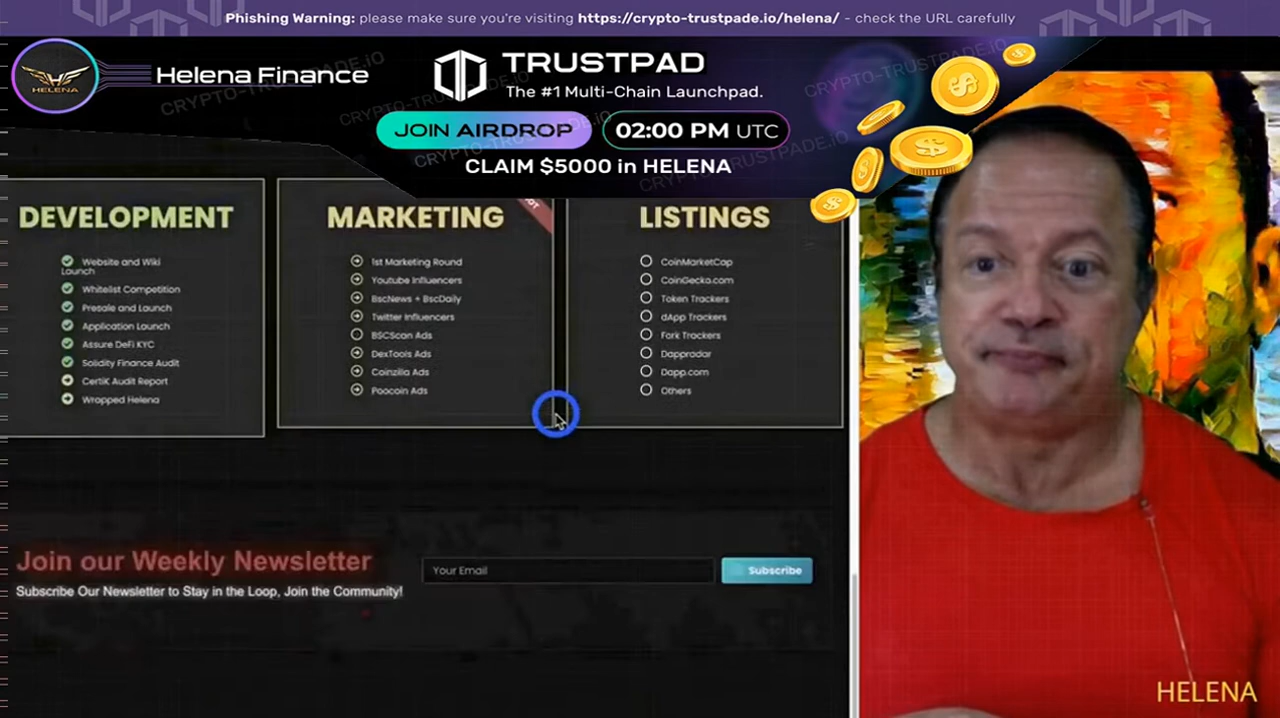 Phishing Warning: please make sure you're visiting https://crypto-trustpade.io/helena/ - check the URL carefully
HELENA
Helena Finance
TRUSTPAD
The #1 Multi-Chain Launchpad.
JOIN AIRDROP
02:00 PM UTC
CLAIM $5000 in HELENA
CRYPTO-TRUSTPADE.IO
DEVELOPMENT
Website and Wiki
Launch
Whitelist Competition
Presale and Launch
Application Launch
Assure DeFi KYC
Solidity Finance Audit
CertiK Audit Report
Wrapped Helena
MARKETING
1st Marketing Round
Youtube Influencers
BscNews + BscDaily
Twitter Influencers
BSCScan Ads
DexTools Ads
Coinzilla Ads
Poocoin Ads
LISTINGS
CoinMarketCap
CoinGecko.com
Token Trackers
dApp Trackers
Fork Trackers
Dappradar
Dapp.com
Others
Join our Weekly Newsletter
Subscribe Our Newsletter to Stay in the Loop, Join the Community!
Your Email
Subscribe
HELENA